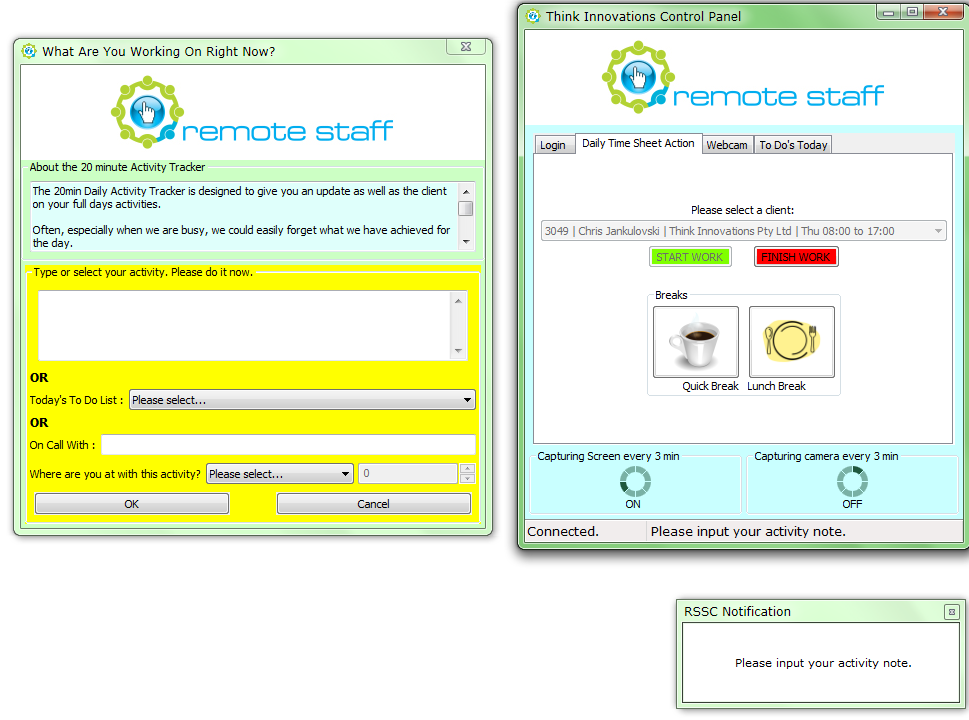 What Are You Working On Right Now?
remote staff
About the 20 minute Activity Tracker
The 20min Daily Activity Tracker is designed to give you an update as well as the client
on your full days activities.
Often, especially when we are busy, we could easily forget what we have achieved for
the day.
Type or select your activity. Please do it now.
OR
Today's To Do List : Please select...
OR
On Call With :
Where are you at with this activity? Please select... 0
OK Cancel
Think Innovations Control Panel
remote staff
Login Daily Time Sheet Action Webcam To Do's Today
Please select a client:
3049 | Chris Jankulovski | Think Innovations Pty Ltd | Thu 08:00 to 17:00
START WORK FINISH WORK
Breaks
Quick Break Lunch Break
Capturing Screen every 3 min Capturing camera every 3 min
ON OFF
Connected. Please input your activity note.
RSSC Notification
Please input your activity note.